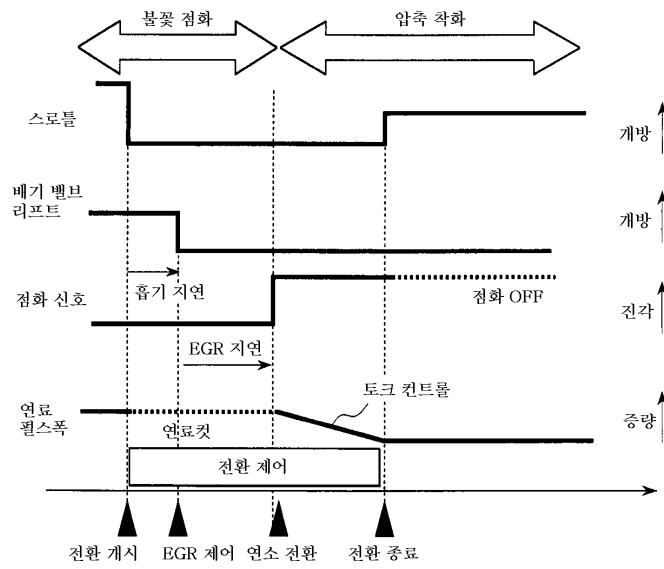 불꽃 점화
압축 착화
스로틀
개방
배기 밸브
리프트
개방
흡기 지연
점화 신호
점화 OFF
진각
EGR 지연
연료
펄스폭
연료컷
토크 컨트롤
증량
전환 제어
전환 개시
EGR 제어
연소 전환
전환 종료